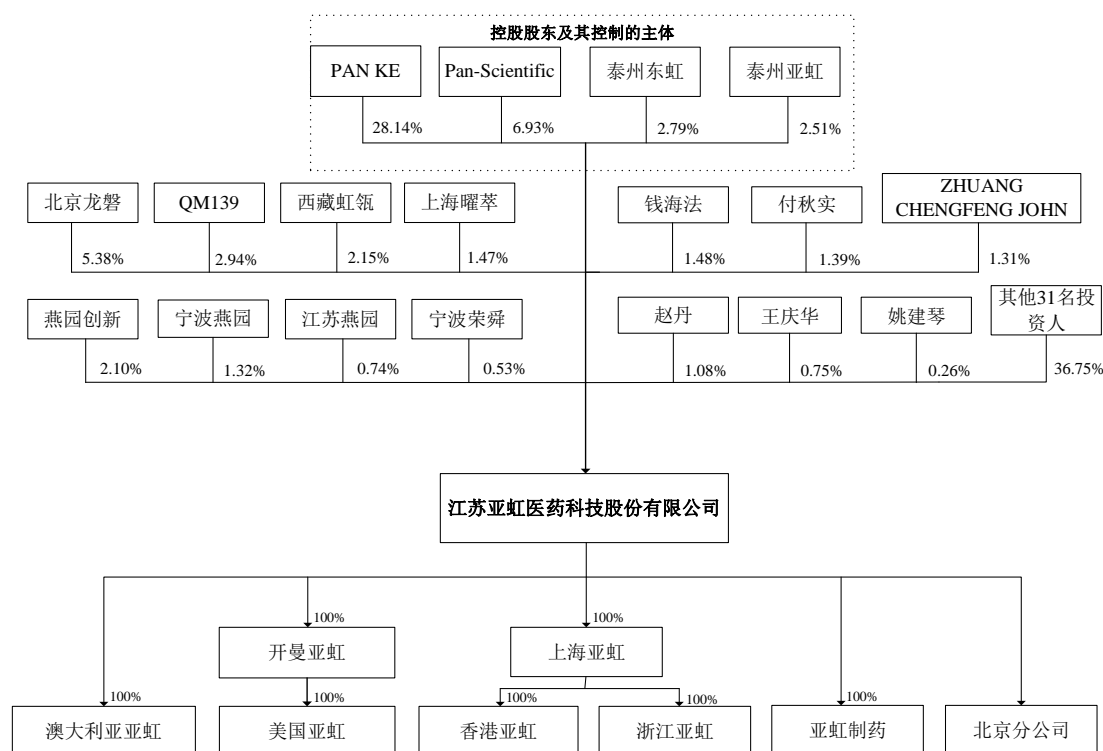 控股股东及其控制的主体
PAN KE
Pan-Scientific
泰州东虹
泰州亚虹
28.14%
6.93%
2.79%
2.51%
北京龙磐
QM139
西藏虹瓴
上海曜萃
钱海法
付秋实
ZHUANG
CHENGFENG JOHN
5.38%
2.94%
2.15%
1.47%
1.48%
1.39%
1.31%
燕园创新
宁波燕园
江苏燕园
宁波荣舜
赵丹
王庆华
姚建琴
其他31名投
资人
2.10%
1.32%
0.74%
0.53%
1.08%
0.75%
0.26%
36.75%
江苏亚虹医药科技股份有限公司
100%
100%
开曼亚虹
上海亚虹
100%
100%
100%
100%
100%
澳大利亚亚虹
美国亚虹
香港亚虹
浙江亚虹
亚虹制药
北京分公司